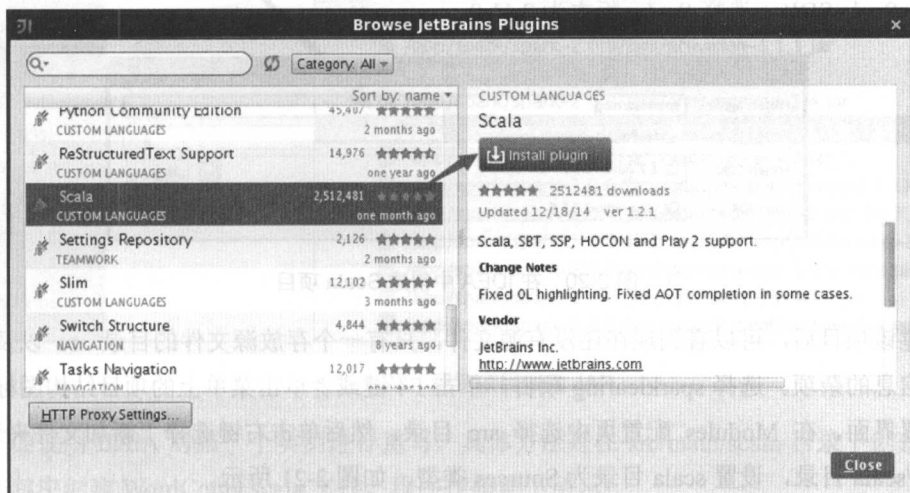 Browse JetBrains Plugins
Category: All
Sort by: name
Python Community Edition 45,407
CUSTOM LANGUAGES 2 months ago
ReStructuredText Support 14,976
CUSTOM LANGUAGES one year ago
Scala 2,512,481
CUSTOM LANGUAGES one month ago
Settings Repository 2,126
TEAMWORK 2 months ago
Slim 12,102
CUSTOM LANGUAGES 3 months ago
Switch Structure 4,844
NAVIGATION 8 years ago
Tasks Navigation 12,017
NAVIGATION one year ago
HTTP Proxy Settings...
CUSTOM LANGUAGES
Scala
Install plugin
2512481 downloads
Updated 12/18/14 ver 1.2.1
Scala, SBT, SSP, HOCON and Play 2 support.
Change Notes
Fixed OL highlighting. Fixed AOT completion in some cases.
Vendor
JetBrains Inc.
http://www.jetbrains.com
Close